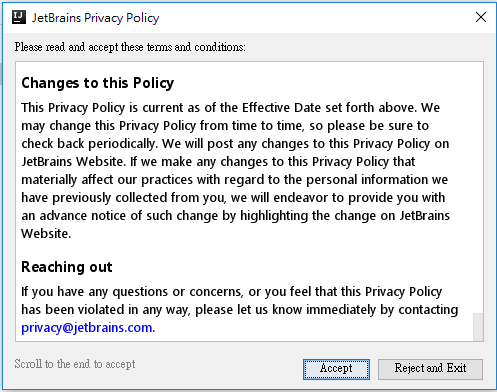 JetBrains Privacy Policy
Please read and accept these terms and conditions:
Changes to this Policy
This Privacy Policy is current as of the Effective Date set forth above. We
may change this Privacy Policy from time to time, so please be sure to
check back periodically. We will post any changes to this Privacy Policy on
JetBrains Website. If we make any changes to this Privacy Policy that
materially affect our practices with regard to the personal information we
have previously collected from you, we will endeavor to provide you with
an advance notice of such change by highlighting the change on JetBrains
Website.
Reaching out
If you have any questions or concerns, or you feel that this Privacy Policy
has been violated in any way, please let us know immediately by contacting
privacy@jetbrains.com.
Scroll to the end to accept
Accept
Reject and Exit